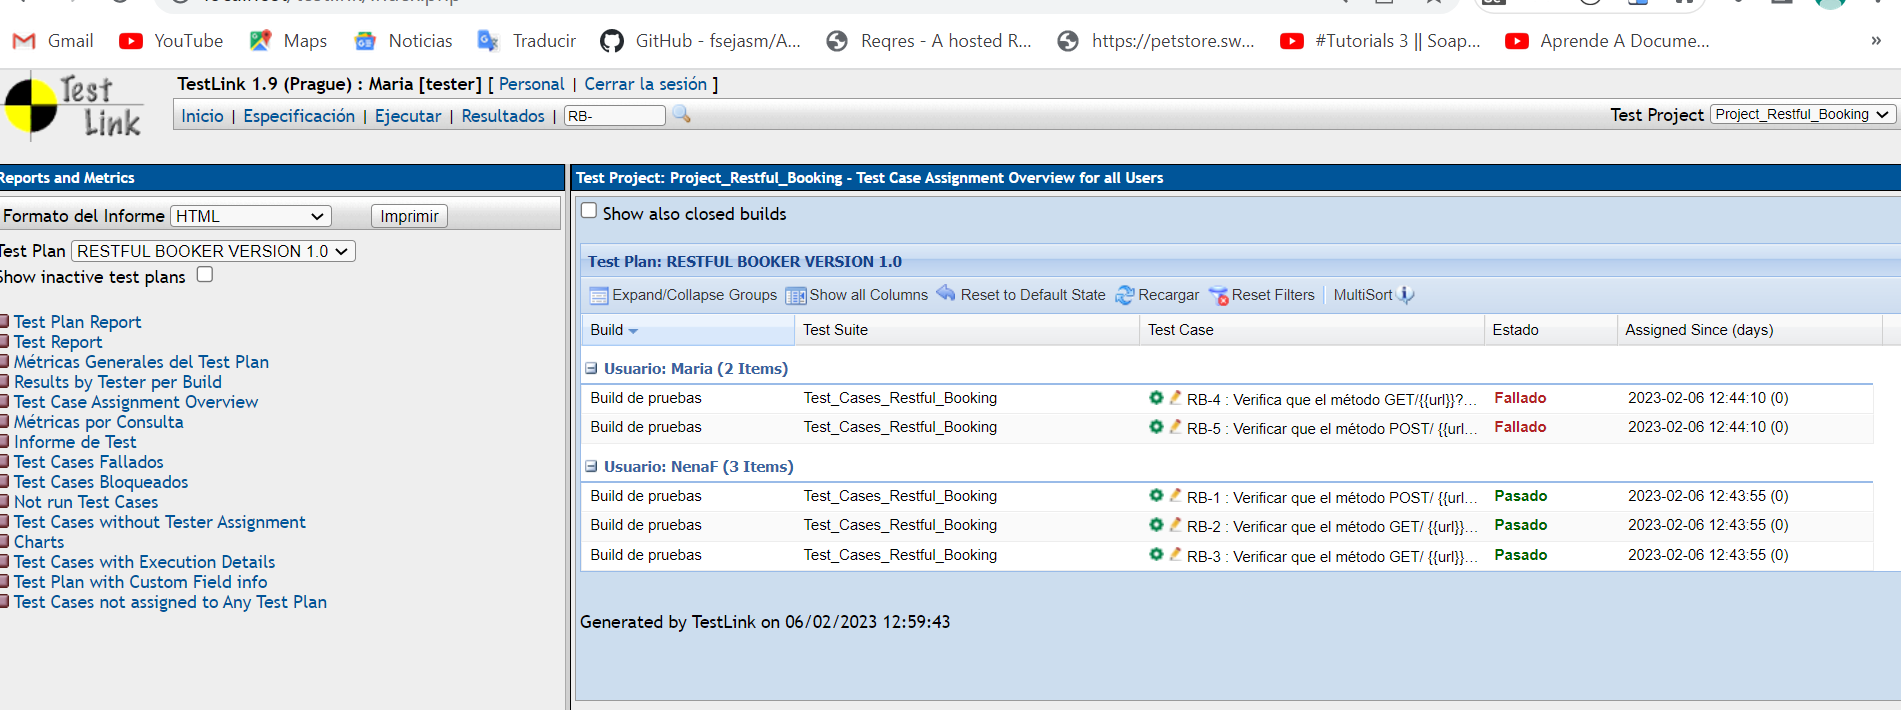 Gmail YouTube Maps Noticias Traducir GitHub - fsejasm/A... Reqres - A hosted R... https://petstore.sw... #Tutorials 3 || Soap... Aprende A Docume... »
Test Link
TestLink 1.9 (Prague) : Maria [tester] [ Personal | Cerrar la sesión ]
Inicio | Especificación | Ejecutar | Resultados | RB-
Test Project Project_Restful_Booking
Reports and Metrics
Formato del Informe HTML Imprimir
Test Plan RESTFUL BOOKER VERSION 1.0
Show inactive test plans
Test Plan Report
Test Report
Métricas Generales del Test Plan
Results by Tester per Build
Test Case Assignment Overview
Métricas por Consulta
Informe de Test
Test Cases Fallados
Test Cases Bloqueados
Not run Test Cases
Test Cases without Tester Assignment
Charts
Test Cases with Execution Details
Test Plan with Custom Field info
Test Cases not assigned to Any Test Plan
Test Project: Project_Restful_Booking - Test Case Assignment Overview for all Users
Show also closed builds
Test Plan: RESTFUL BOOKER VERSION 1.0
Expand/Collapse Groups Show all Columns Reset to Default State Recargar Reset Filters MultiSort
Build Test Suite Test Case Estado Assigned Since (days)
Usuario: Maria (2 Items)
Build de pruebas Test_Cases_Restful_Booking RB-4 : Verifica que el método GET/{{url}}?... Fallado 2023-02-06 12:44:10 (0)
Build de pruebas Test_Cases_Restful_Booking RB-5 : Verificar que el método POST/ {{url... Fallado 2023-02-06 12:44:10 (0)
Usuario: NenaF (3 Items)
Build de pruebas Test_Cases_Restful_Booking RB-1 : Verificar que el método POST/ {{url... Pasado 2023-02-06 12:43:55 (0)
Build de pruebas Test_Cases_Restful_Booking RB-2 : Verificar que el método GET/ {{url}}... Pasado 2023-02-06 12:43:55 (0)
Build de pruebas Test_Cases_Restful_Booking RB-3 : Verificar que el método GET/ {{url}}... Pasado 2023-02-06 12:43:55 (0)
Generated by TestLink on 06/02/2023 12:59:43